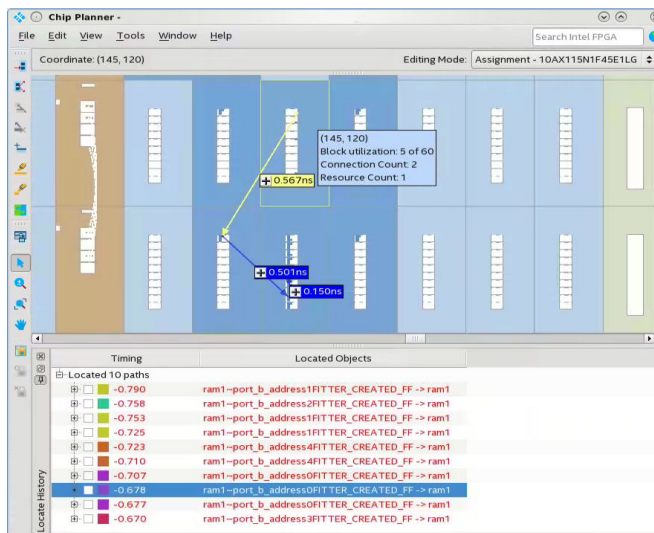 Chip Planner -
File Edit View Tools Window Help
Search Intel FPGA
Coordinate: (145, 120)
Editing Mode: Assignment - 10AX115N1F45E1LG
(145, 120)
Block utilization: 5 of 60
Connection Count: 2
Resource Count: 1
0.567ns
0.501ns
0.150ns
Timing
Located Objects
Located 10 paths
-0.790 ram1~port_b_address1FITTER_CREATED_FF -> ram1
-0.758 ram1~port_b_address2FITTER_CREATED_FF -> ram1
-0.753 ram1~port_b_address1FITTER_CREATED_FF -> ram1
-0.725 ram1~port_b_address1FITTER_CREATED_FF -> ram1
-0.723 ram1~port_b_address4FITTER_CREATED_FF -> ram1
-0.710 ram1~port_b_address4FITTER_CREATED_FF -> ram1
-0.707 ram1~port_b_address0FITTER_CREATED_FF -> ram1
-0.678 ram1~port_b_address0FITTER_CREATED_FF -> ram1
-0.677 ram1~port_b_address0FITTER_CREATED_FF -> ram1
-0.670 ram1~port_b_address3FITTER_CREATED_FF -> ram1
Locate History